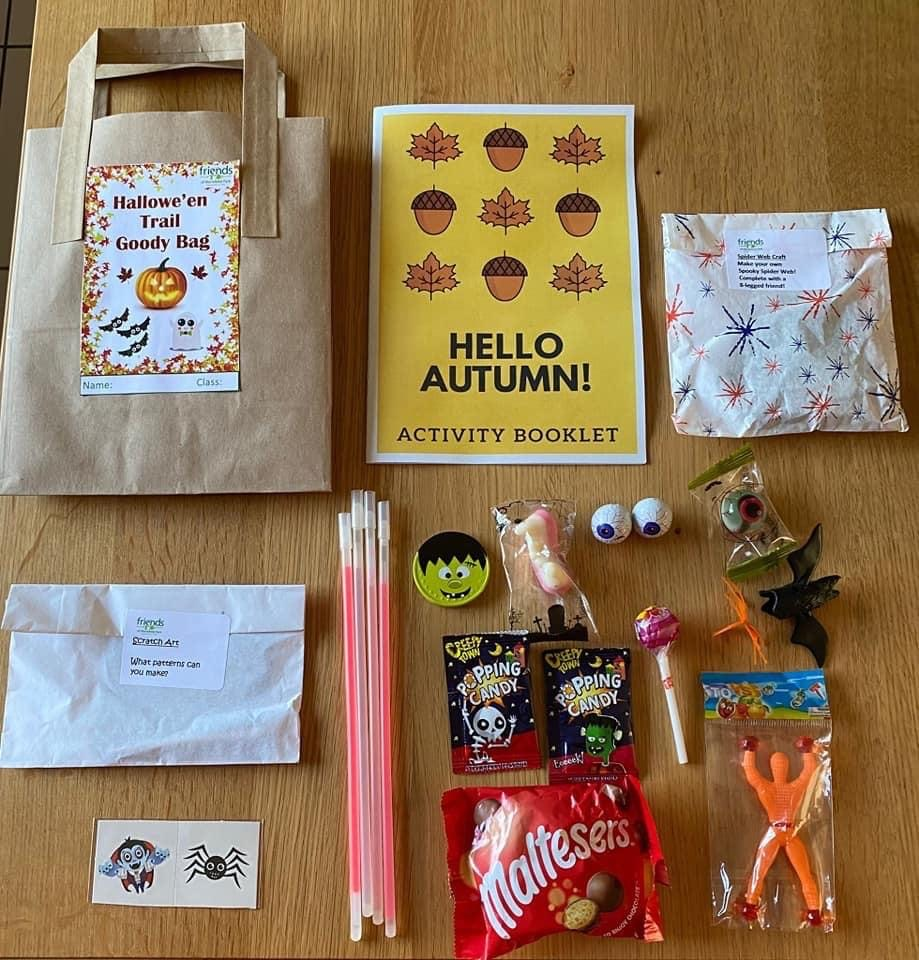 friends
Hallowe'en
Trail
Goody Bag
Name: Class:
HELLO
AUTUMN!
ACTIVITY BOOKLET
friends
Spider Web Craft
Make your own
Spooky Spider Web!
Complete with a
8-legged friend!
friends
Scratch Art
What patterns can
you make?
CREEPY
TOWN
POPPING
CANDY
CREEPY
TOWN
POPPING
CANDY
Maltesers